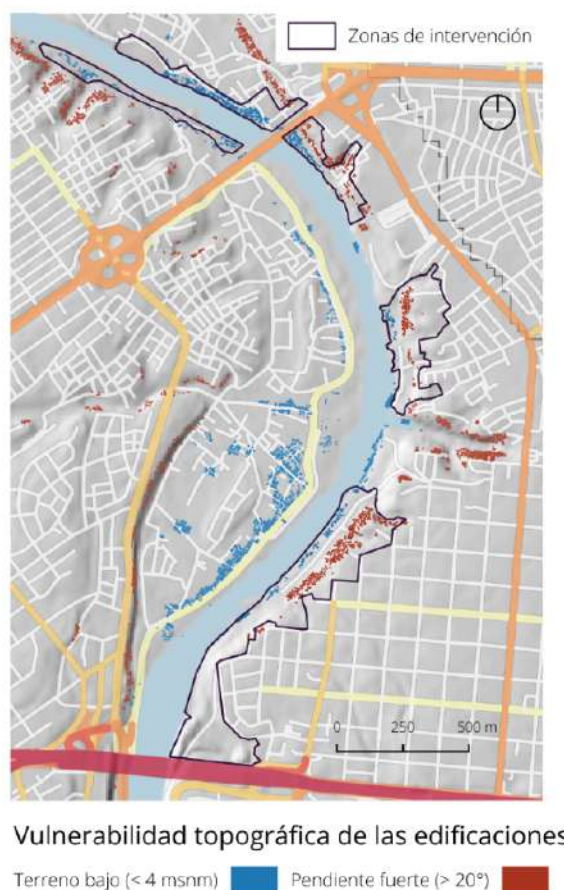 Zonas de intervención
0 250 500 m
Vulnerabilidad topográfica de las edificaciones
Terreno bajo (< 4 msnm) Pendiente fuerte (> 20°)